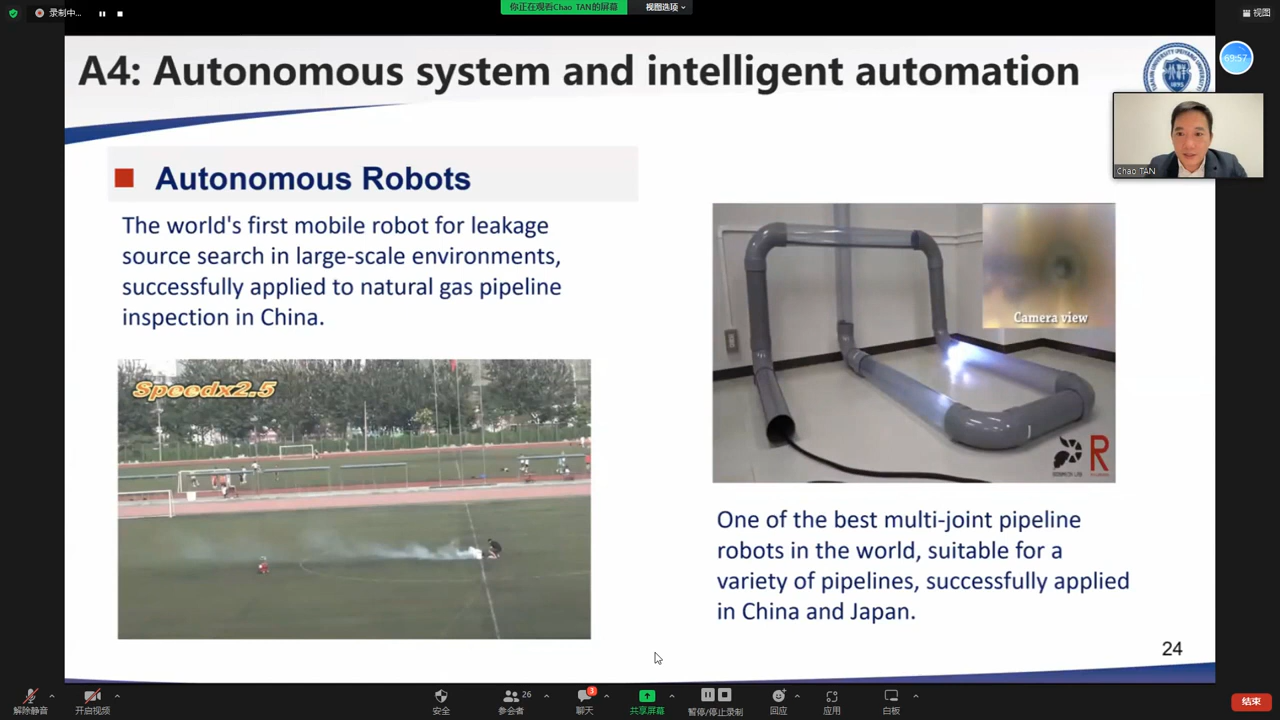 录制中...
你正在观看Chao TAN的屏幕
视图选项
视图
A4: Autonomous system and intelligent automation
69:57
1895
Chao TAN
Autonomous Robots
The world's first mobile robot for leakage
source search in large-scale environments,
successfully applied to natural gas pipeline
inspection in China.
Speedx2.5
Camera view
R
One of the best multi-joint pipeline
robots in the world, suitable for a
variety of pipelines, successfully applied
in China and Japan.
24
解除静音
开启视频
安全
26
参会者
3
聊天
共享屏幕
暂停/停止录制
回应
应用
白板
结束